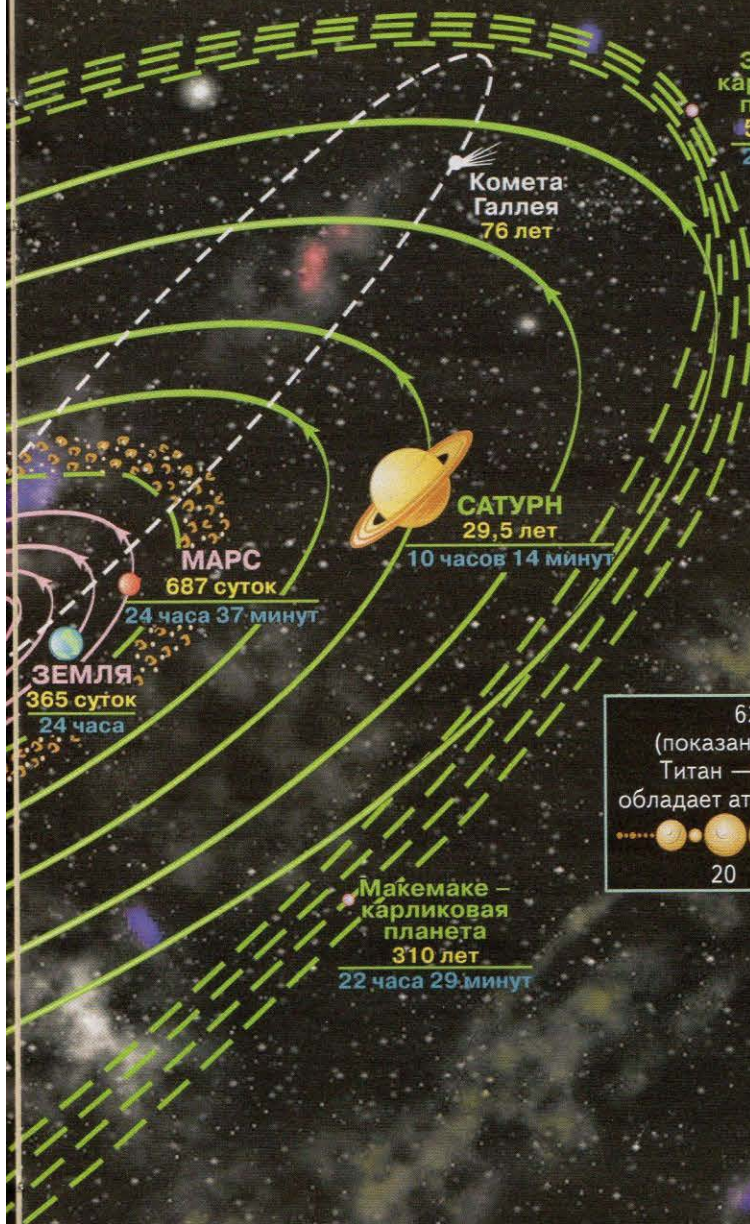 Комета
Галлея
76 лет
САТУРН
29,5 лет
10 часов 14 минут
МАРС
687 суток
24 часа 37 минут
ЗЕМЛЯ
365 суток
24 часа
(показан
Титан —
обладает ат
20
Макемаке –
карликовая
планета
310 лет
22 часа 29 минут